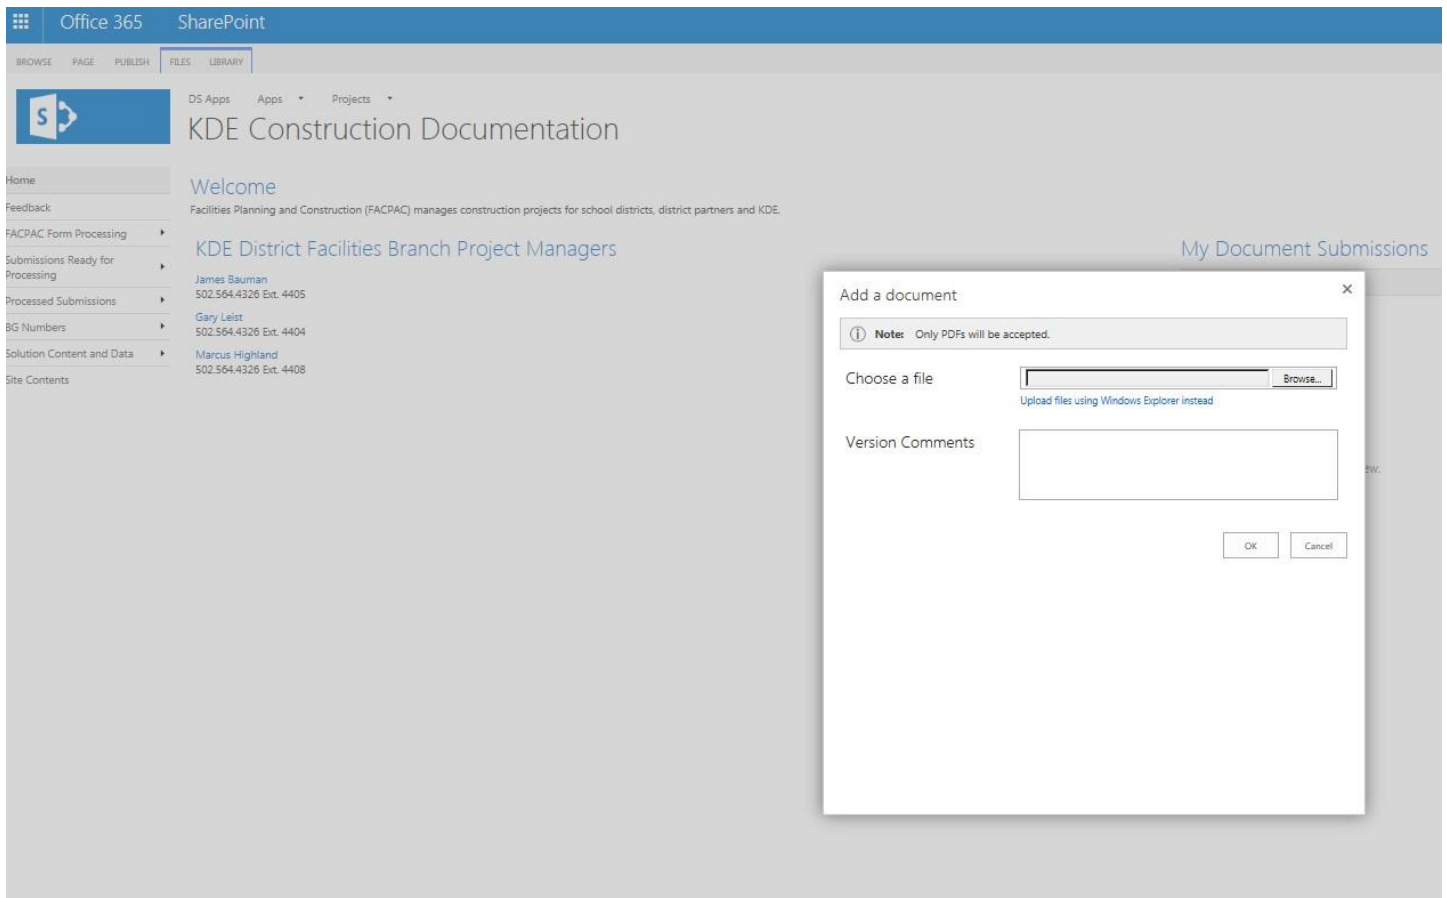 Office 365 SharePoint
BROWSE PAGE PUBLISH FILES LIBRARY
S
DS Apps Apps Projects
KDE Construction Documentation
Home
Feedback
FACPAC Form Processing
Submissions Ready for
Processing
Processed Submissions
BG Numbers
Solution Content and Data
Site Contents
Welcome
Facilities Planning and Construction (FACPAC) manages construction projects for school districts, district partners and KDE.
KDE District Facilities Branch Project Managers
James Bauman
502.564.4326 Ext. 4405
Gary Leist
502.564.4326 Ext. 4404
Marcus Highland
502.564.4326 Ext. 4408
My Document Submissions
Add a document
Note: Only PDFs will be accepted.
Choose a file
Browse...
Upload files using Windows Explorer instead
Version Comments
OK Cancel